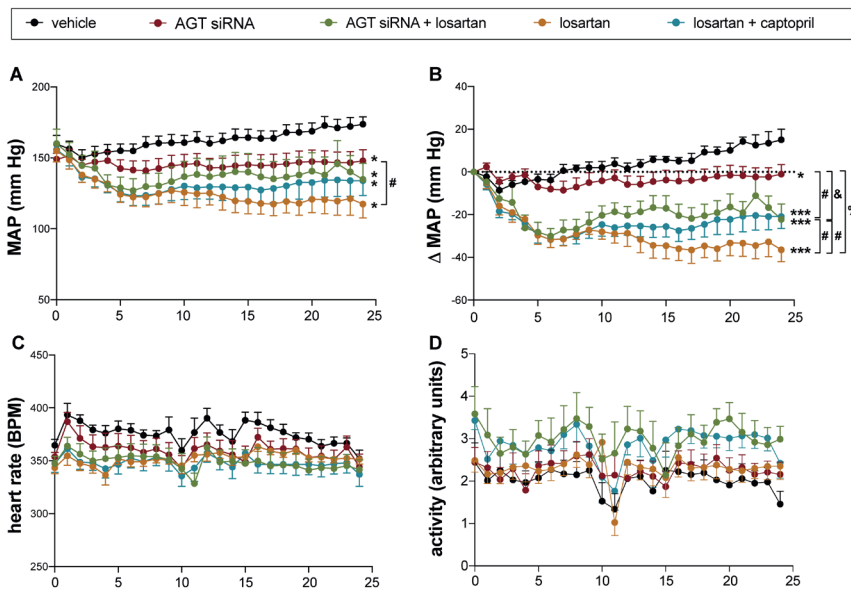 vehicle AGT siRNA AGT siRNA + losartan losartan losartan + captopril
A
MAP (mm Hg)
200
150
100
50
0 5 10 15 20 25
*
*
*
*
#
B
Δ MAP (mm Hg)
40
20
0
-20
-40
-60
0 5 10 15 20 25
*
***
***
***
# &
# #
C
heart rate (BPM)
450
400
350
300
250
0 5 10 15 20 25
D
activity (arbitrary units)
5
4
3
2
1
0
0 5 10 15 20 25